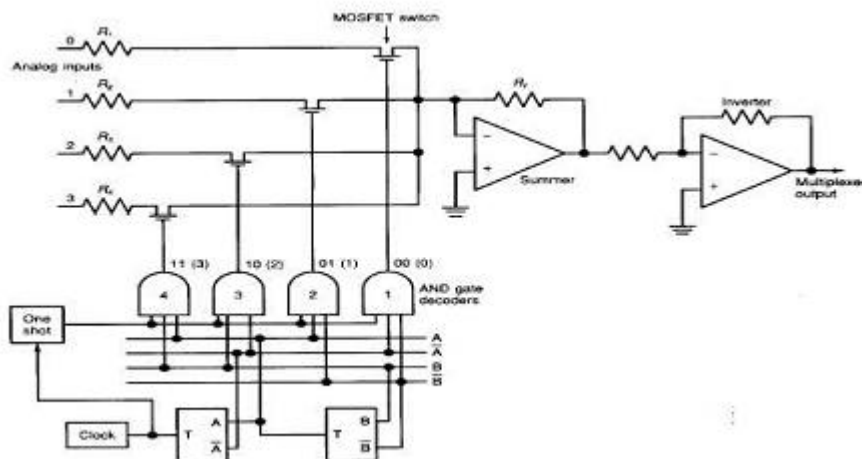 MOSFET switch
0
Analog inputs
1
2
3
Inverter
Summer
Multiplexe
output
− + − +
11 (3) 10 (2) 01 (1) 00 (0)
4 3 2 1
AND gate
decoders
One
shot
A
A̅
B
B̅
Clock
T A A̅
T B B̅